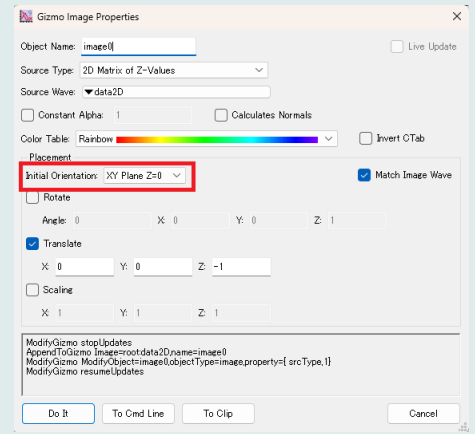 Gizmo Image Properties
Object Name: image0
Live Update
Source Type: 2D Matrix of Z-Values
Source Wave: ▼data2D
Constant Alpha: 1
Calculates Normals
Color Table: Rainbow
Invert CTab
Placement
Initial Orientation: XY Plane Z=0
Match Image Wave
Rotate
Angle: 0 X: 0 Y: 0 Z: 1
Translate
X: 0 Y: 0 Z: -1
Scaling
X: 1 Y: 1 Z: 1
ModifyGizmo stopUpdates
AppendToGizmo Image=root:data2D,name=image0
ModifyGizmo ModifyObject=image0,objectType=image,property={ srcType,1}
ModifyGizmo resumeUpdates
Do It
To Cmd Line
To Clip
Cancel